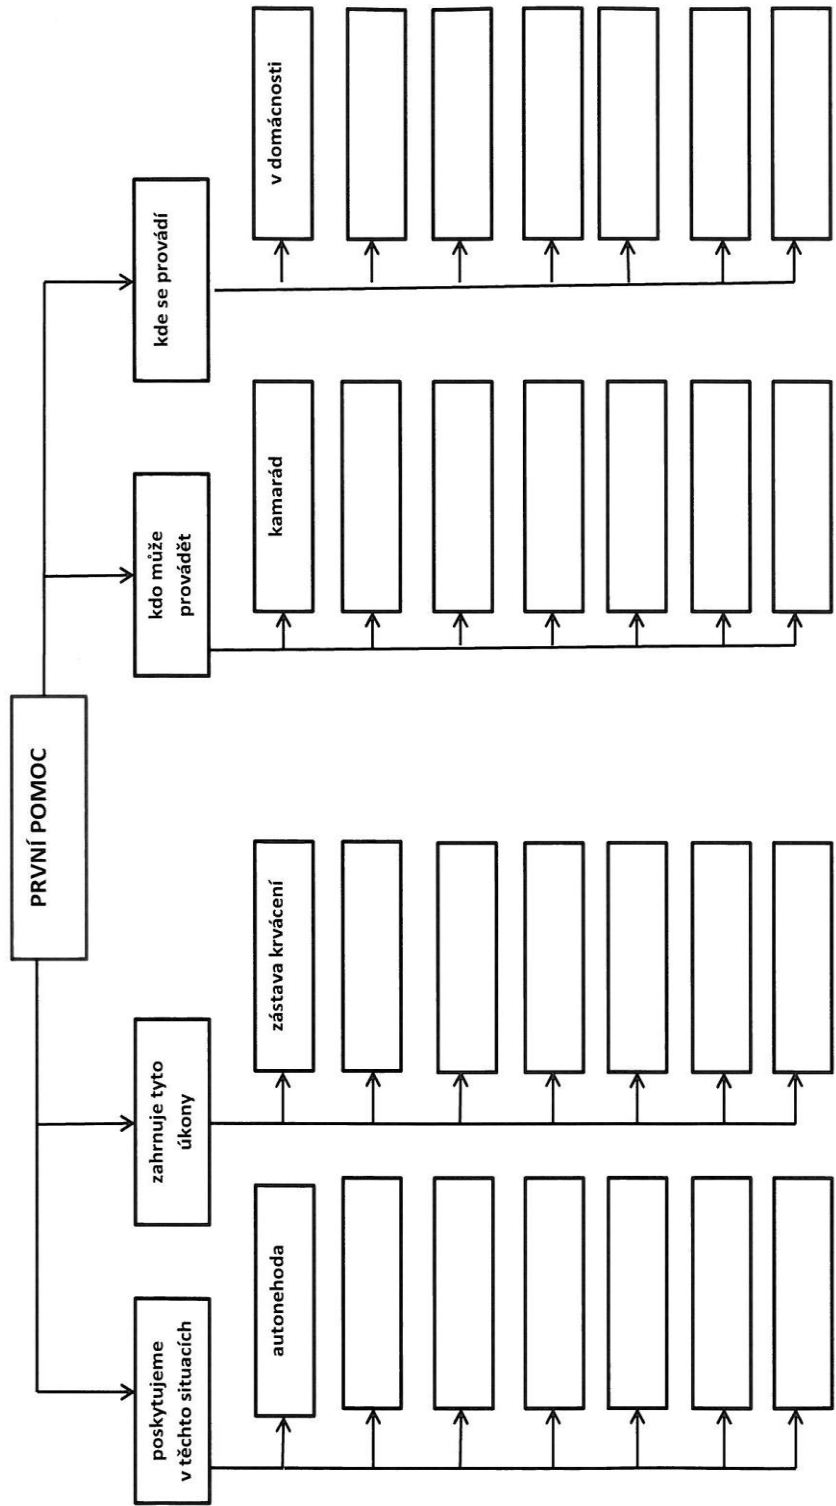 PRVNÍ POMOC
poskytujeme
v těchto situacích
zahrnuje tyto
úkony
kdo může
provádět
kde se provádí
autonehoda
zástava krvácení
kamarád
v domácnosti